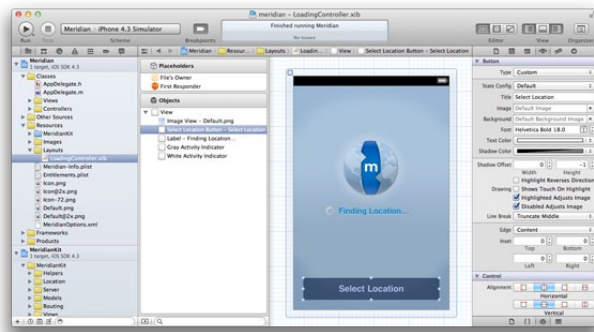 meridian - LoadingController.xib
Meridian iPhone 4.3 Simulator
Finished running Meridian
No Issues
Run
Scheme
Breakpoints
Editor
View
Organizer
Meridian
Resour...
Layouts
Loadin...
View
Select Location Button - Select Location
Meridian
1 target, iOS SDK 4.3
Classes
AppDelegate.h
AppDelegate.m
Views
Controllers
Other Sources
Resources
MeridianKit
Images
Layouts
LoadingController.xib
Meridian-Info.plist
Entitlements.plist
Icon.png
Icon@2x.png
Icon-72.png
Default.png
Default@2x.png
MeridianOptions.xml
Frameworks
Products
MeridianKit
1 target, iOS SDK 4.3
MeridianKit
Helpers
Location
Server
Models
Routing
Views
Placeholders
File's Owner
First Responder
Objects
View
Image View - Default.png
Select Location Button - Select Location
Label - Finding Location...
Gray Activity Indicator
White Activity Indicator
m
Finding Location...
Select Location
Button
Type Custom
State Config Default
Title Select Location
Image Default Image
Background Default Background Image
Font Helvetica Bold 18.0
Text Color
Shadow Color
Shadow Offset 0 -1
Width Height
Highlight Reverses Direction
Drawing Shows Touch On Highlight
Highlighted Adjusts Image
Disabled Adjusts Image
Line Break Truncate Middle
Edge Content
Inset 0 0
Top Bottom
0 0
Left Right
Control
Alignment
Horizontal
Vertical